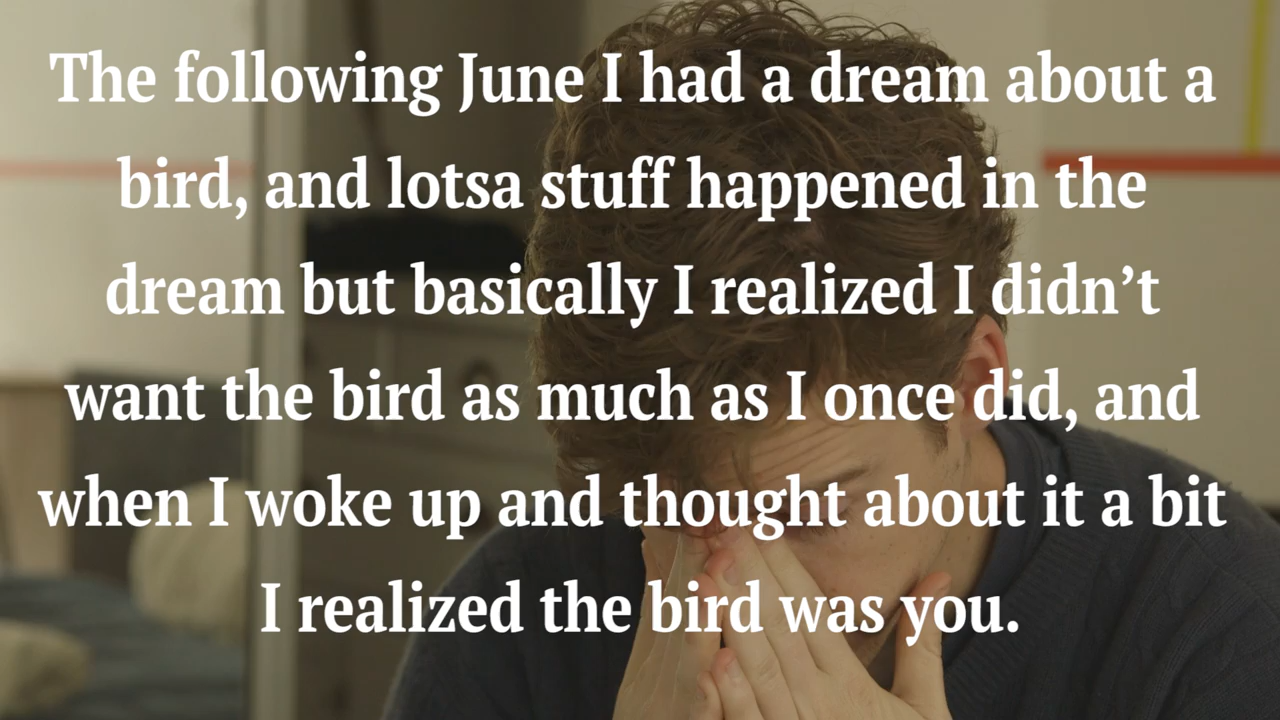 The following June I had a dream about a
bird, and lotsa stuff happened in the
dream but basically I realized I didn’t
want the bird as much as I once did, and
when I woke up and thought about it a bit
I realized the bird was you.